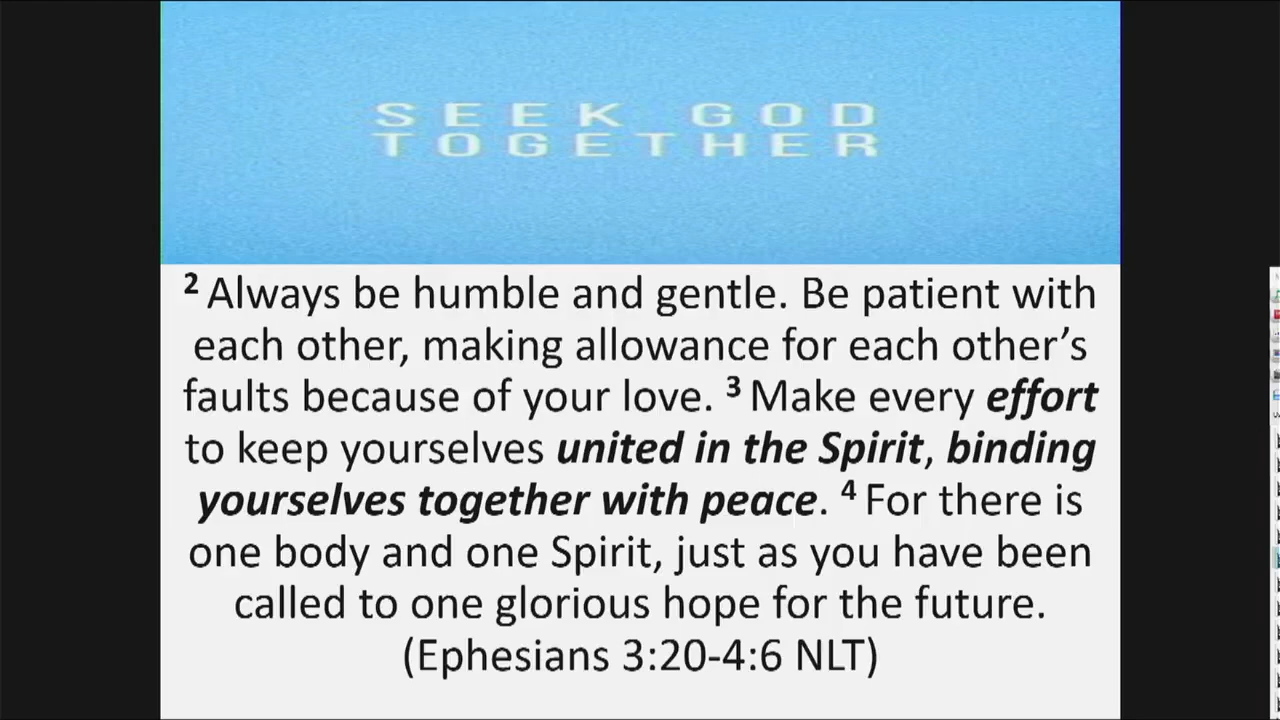 SEEK GOD
TOGETHER
2 Always be humble and gentle. Be patient with
each other, making allowance for each other’s
faults because of your love. 3 Make every effort
to keep yourselves united in the Spirit, binding
yourselves together with peace. 4 For there is
one body and one Spirit, just as you have been
called to one glorious hope for the future.
(Ephesians 3:20-4:6 NLT)